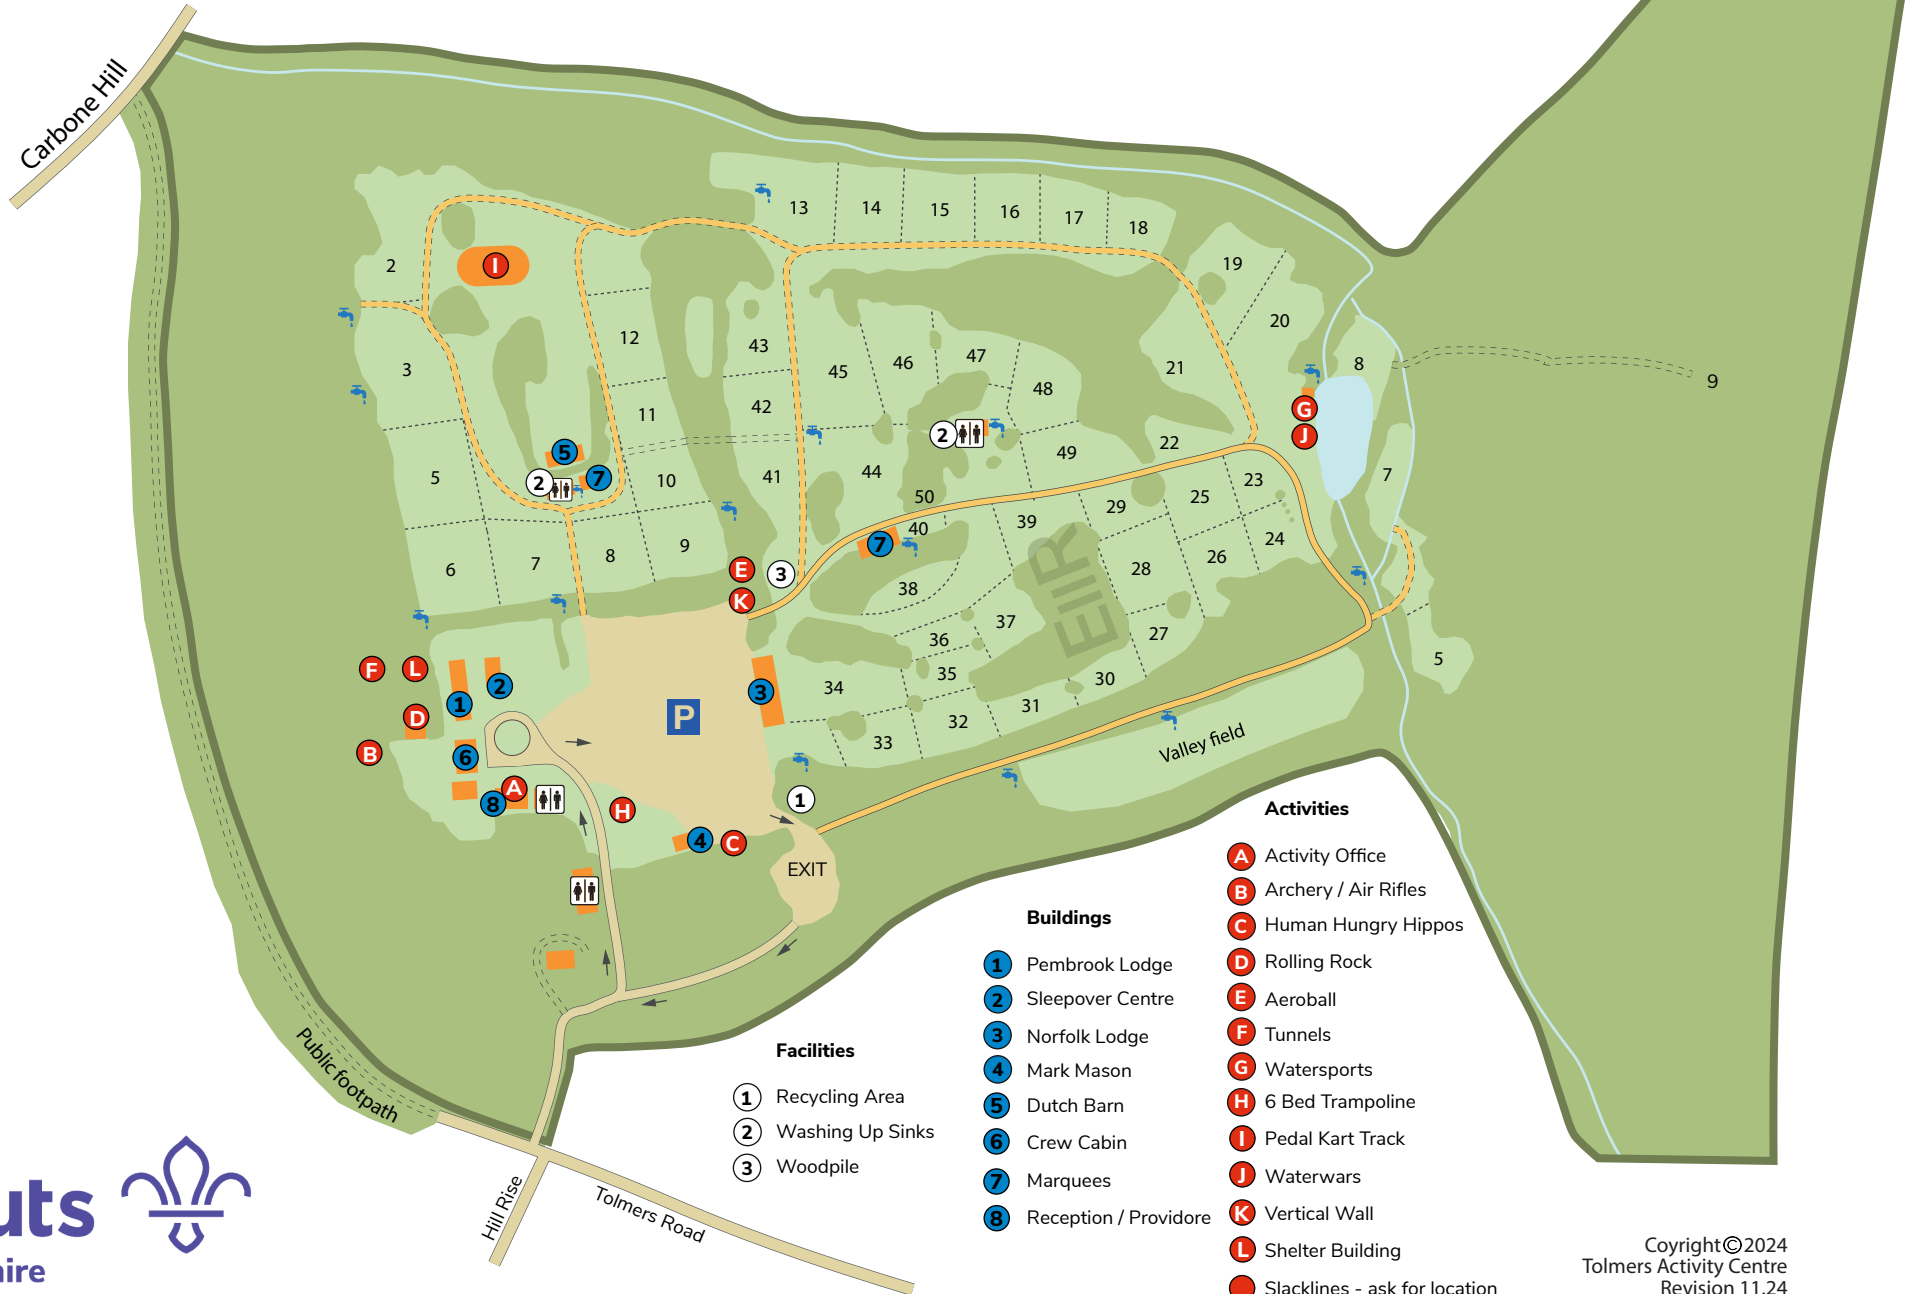 Carbone Hill
13
14
15
16
17
18
2
I
19
20
12
43
45
46
47
48
21
8
9
3
11
42
G
J
2
22
5
7
2
5
10
41
44
49
50
23
25
7
29
39
40
7
24
26
28
38
6
7
8
9
E
3
K
EIIR
37
36
27
35
34
30
31
32
33
5
F
L
1
2
3
D
P
B
6
A
8
H
4
C
1
Valley field
EXIT
Public footpath
Hill Rise
Tolmers Road
Facilities
1 Recycling Area
2 Washing Up Sinks
3 Woodpile
Buildings
1 Pembrook Lodge
2 Sleepover Centre
3 Norfolk Lodge
4 Mark Mason
5 Dutch Barn
6 Crew Cabin
7 Marquees
8 Reception / Providore
Activities
A Activity Office
B Archery / Air Rifles
C Human Hungry Hippos
D Rolling Rock
E Aeroball
F Tunnels
G Watersports
H 6 Bed Trampoline
I Pedal Kart Track
J Waterwars
K Vertical Wall
L Shelter Building
Slacklines - ask for location
uts
ire
Coyright©2024
Tolmers Activity Centre
Revision 11.24